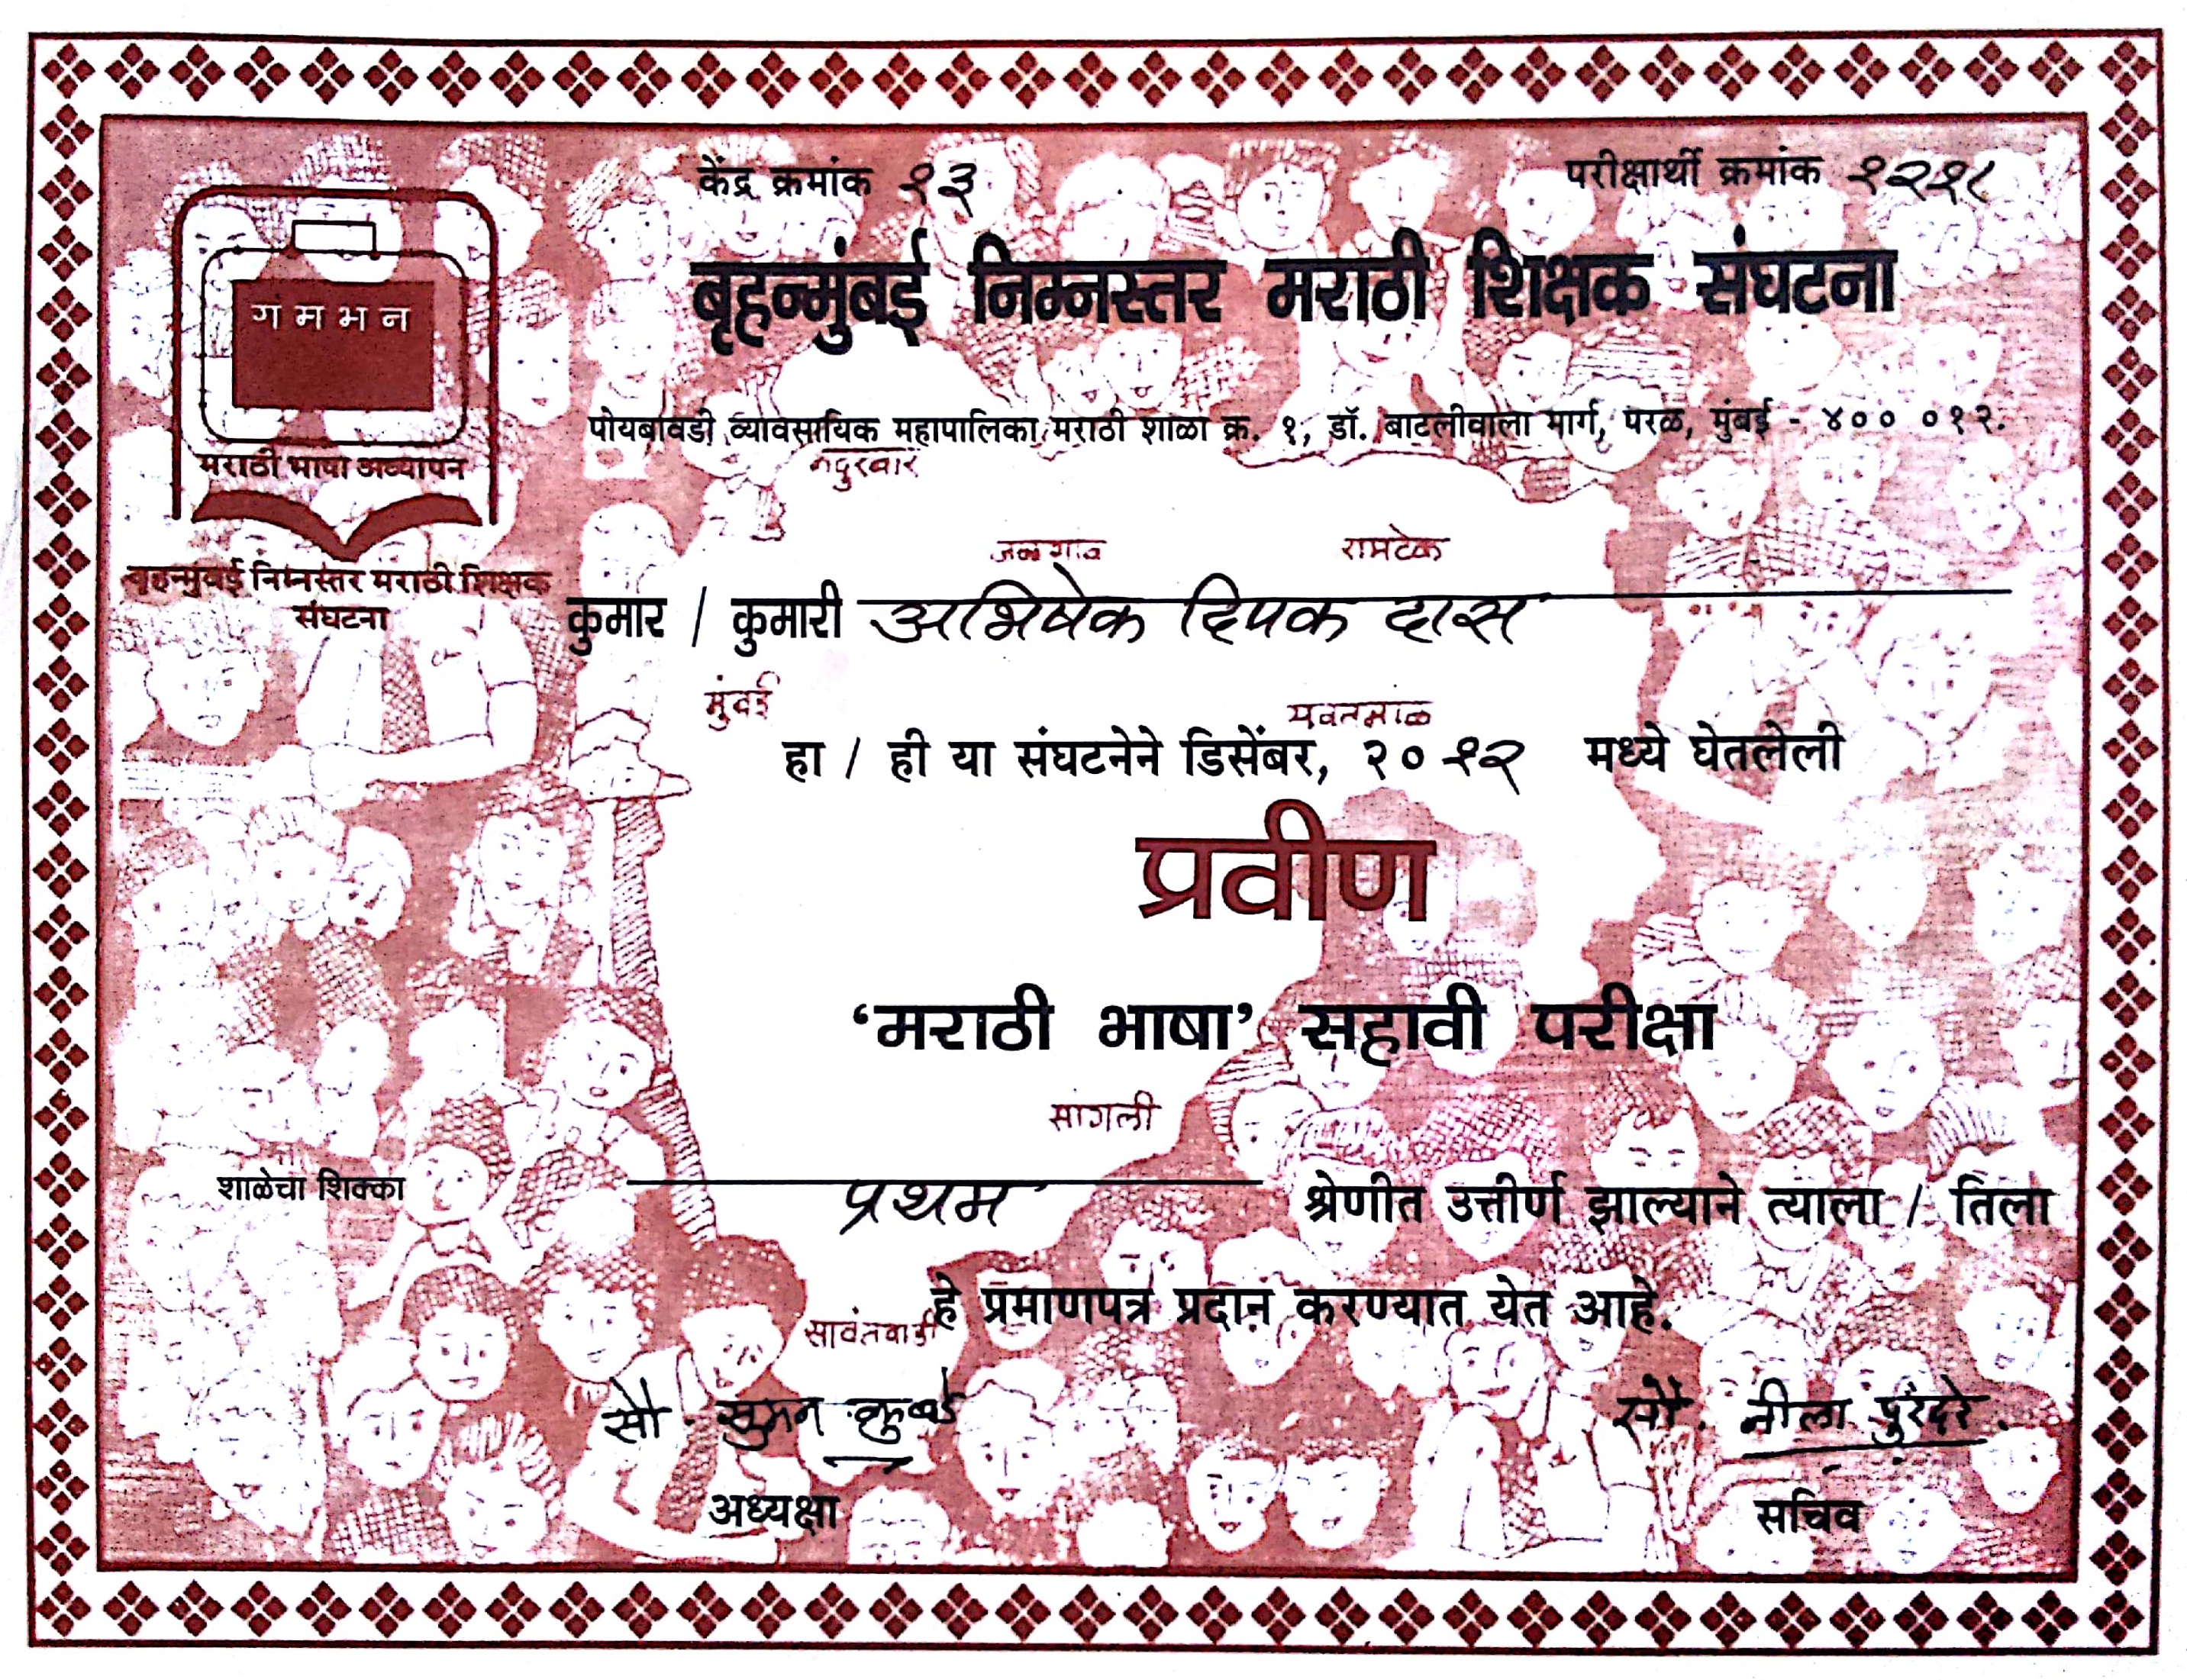 केंद्र क्रमांक १३
परीक्षार्थी क्रमांक
बृहन्मुंबई निम्नस्तर मराठी शिक्षक संघटना
गं म भ न
मराठी भाषा अध्यापन
बृहन्मुंबई निम्नस्तर मराठी शिक्षक
संघटना
पोयबावडी व्यावसायिक महापालिका मराठी शाळा क्र. १, डॉ. बाटलीवाला मार्ग, परळ, मुंबई - ४०० ०१२.
नंदुरबार
जळगाव रामटेक
कुमार / कुमारी अभिषेक दिपक दास
मुंबई यवतमाळ
हा / ही या संघटनेने डिसेंबर, २०१२ मध्ये घेतलेली
प्रवीण
‘मराठी भाषा’ सहावी परीक्षा
सांगली
शाळेचा शिक्का
प्रथम श्रेणीत उत्तीर्ण झाल्याने त्याला / तिला
हे प्रमाणपत्र प्रदान करण्यात येत आहे.
सावंतवाडी
सौ. सुमन
सौ. नीला पुरंदरे.
अध्यक्षा
सचिव